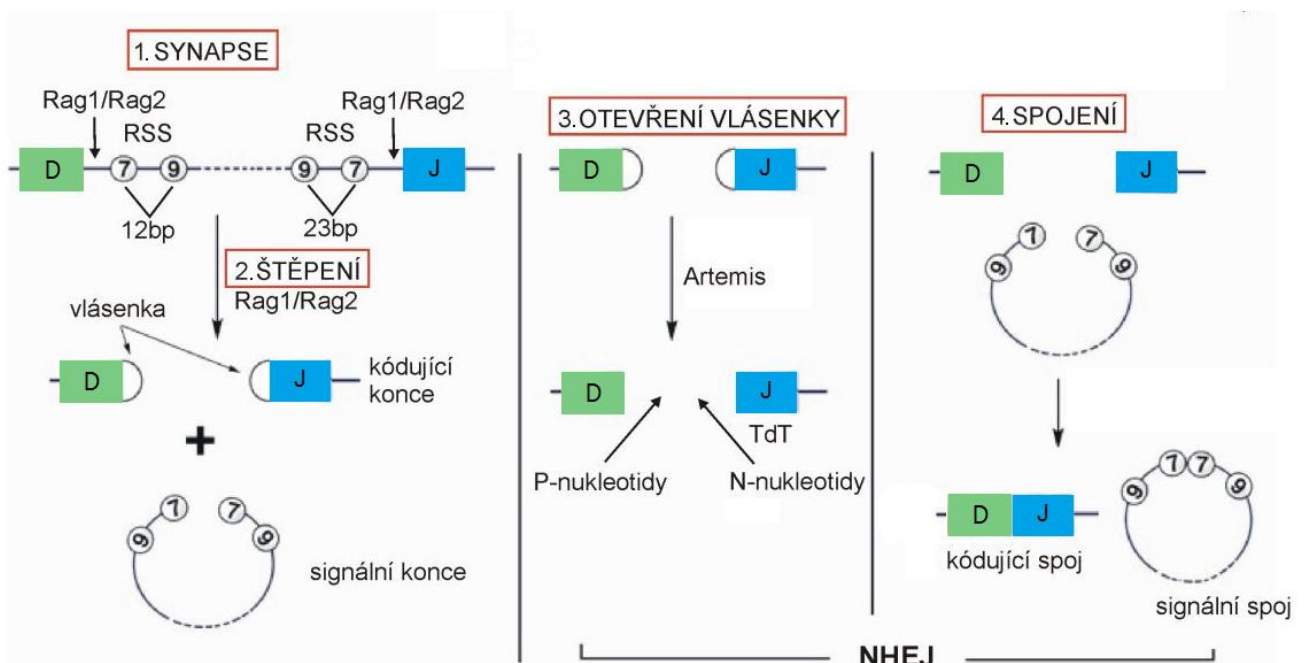 1. SYNAPSE
Rag1/Rag2
Rag1/Rag2
RSS
RSS
D
7
9
9
7
J
12bp
23bp
2. ŠTĚPENÍ
Rag1/Rag2
vlásenka
D
J
kódující
konce
+
9
7
7
9
signální konce
3. OTEVŘENÍ VLÁSENKY
D
J
Artemis
D
J
TdT
P-nukleotidy
N-nukleotidy
4. SPOJENÍ
D
J
9
7
7
9
D
J
kódující spoj
9
7
7
9
signální spoj
NHEJ